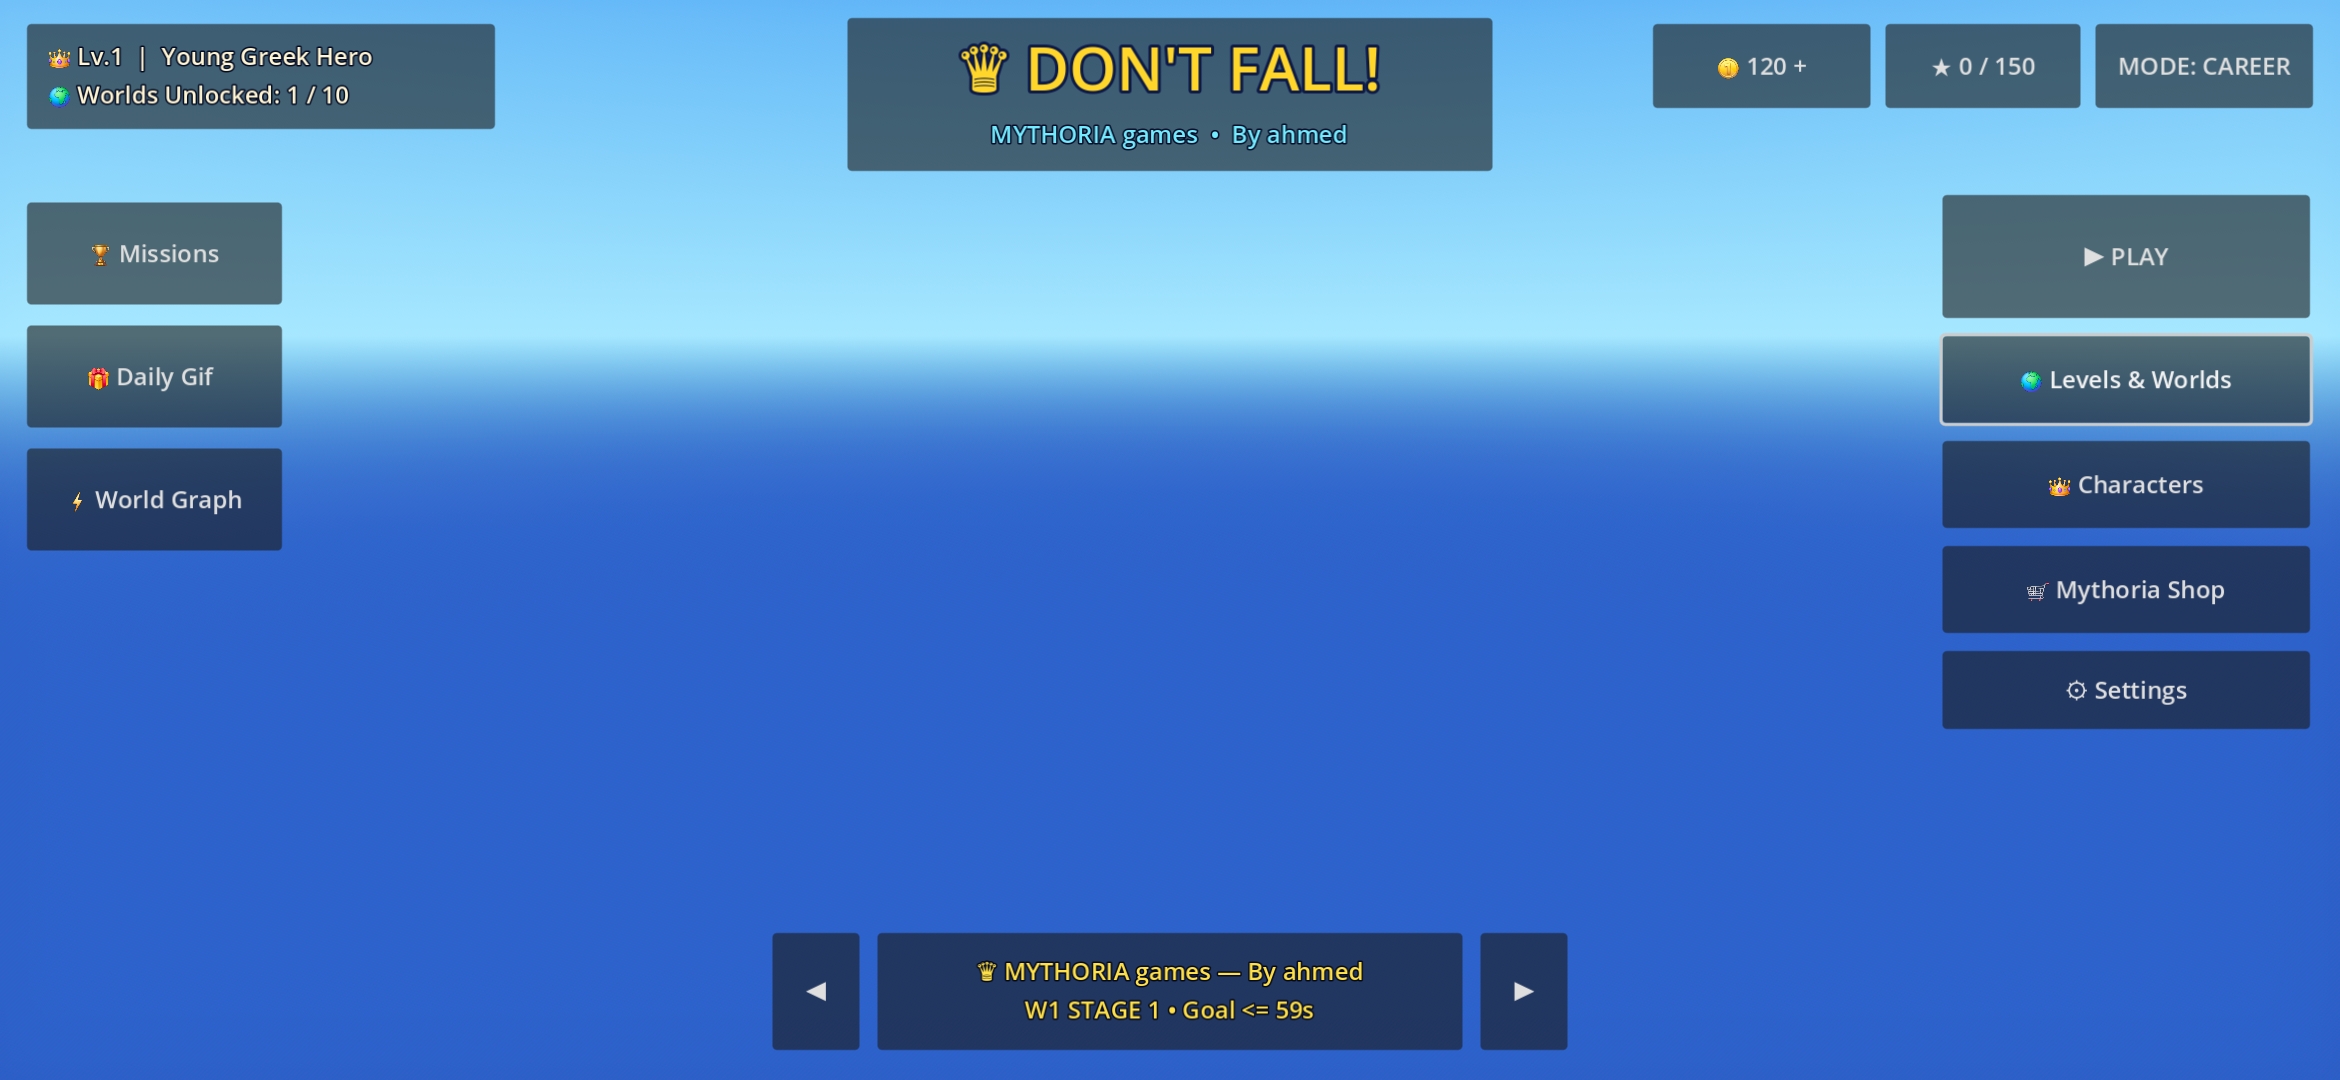 Lv.1 | Young Greek Hero
Worlds Unlocked: 1 / 10
DON'T FALL!
MYTHORIA games • By ahmed
120 +
★ 0 / 150
MODE: CAREER
Missions
Daily Gif
World Graph
▶ PLAY
Levels & Worlds
Characters
Mythoria Shop
Settings
◀
MYTHORIA games — By ahmed
W1 STAGE 1 • Goal <= 59s
▶